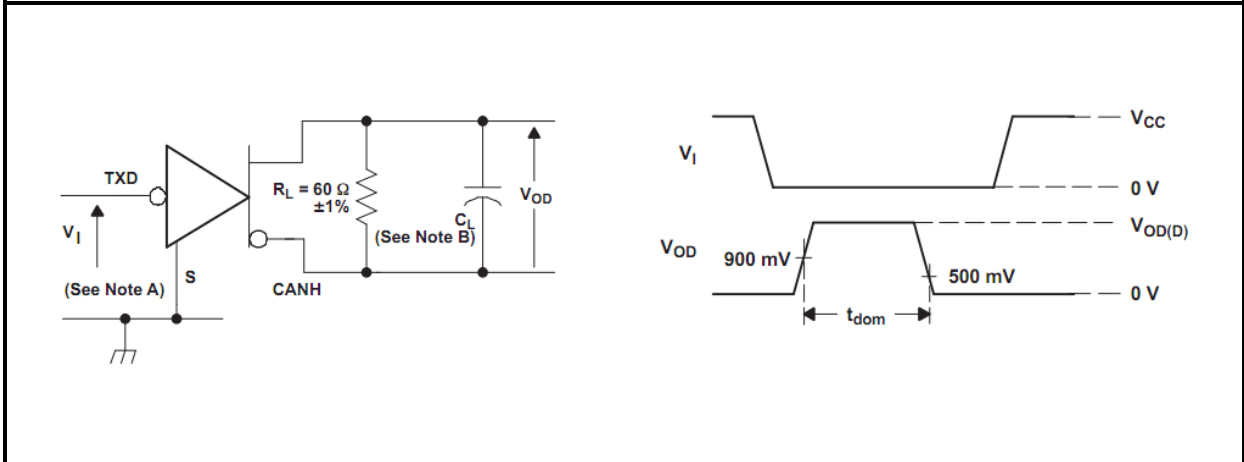 TXD
V_I
(See Note A)
S
R_L = 60 Ω
±1%
C_L
(See Note B)
V_OD
CANH
V_I
V_CC
0 V
V_OD
900 mV
V_OD(D)
500 mV
0 V
t_dom